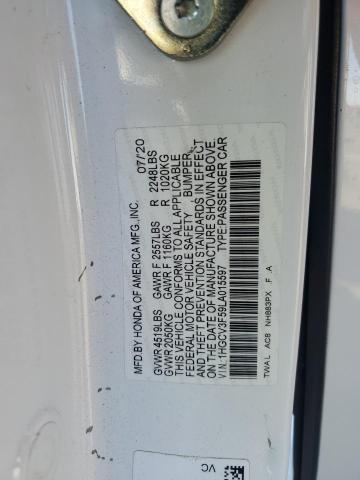 MFD.BY HONDA OF AMERICA MFG.,INC. 07/20
GVWR 4519LBS GAWR F 2557LBS R 2248LBS
GVWR 2050KG GAWR F 1160KG R 1020KG
THIS VEHICLE CONFORMS TO ALL APPLICABLE
FEDERAL MOTOR VEHICLE SAFETY, BUMPER,
AND THEFT PREVENTION STANDARDS IN EFFECT
ON THE DATE OF MANUFACTURE SHOWN ABOVE.
V.I.N.:1HGCV3F59LA015597 TYPE:PASSENGER CAR
TWAL AC8 NH883PX F A
VC